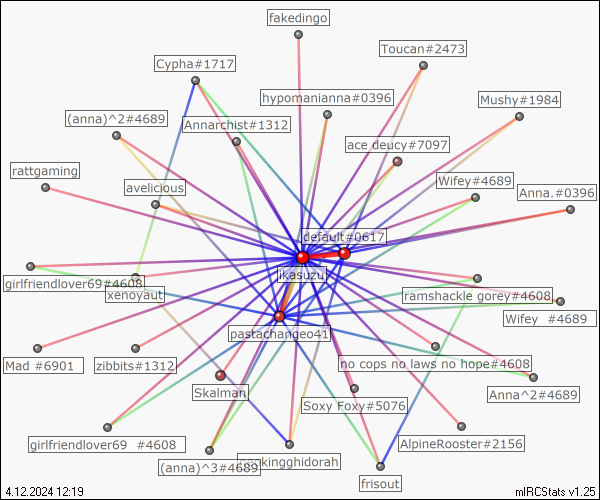 fakedingo
Toucan#2473
Cypha#1717
hypomanianna#0396
Mushy#1984
(anna)^2#4689
Annarchist#1312
ace deucy#7097
rattgaming
avelicious
Wifey#4689
Anna.#0396
default#0617
ikasuzu
girlfriendlover69#4608
xenoyaut
ramshackle gorey#4608
Wifey  #4689
pastachangeo41
Mad #6901
zibbits#1312
no cops no laws no hope#4608
Skalman
Soxy Foxy#5076
Anna^2#4689
girlfriendlover69  #4608
(anna)^3#4689
AlpineRooster#2156
frisout
4.12.2024 12:19
mIRCStats v1.25